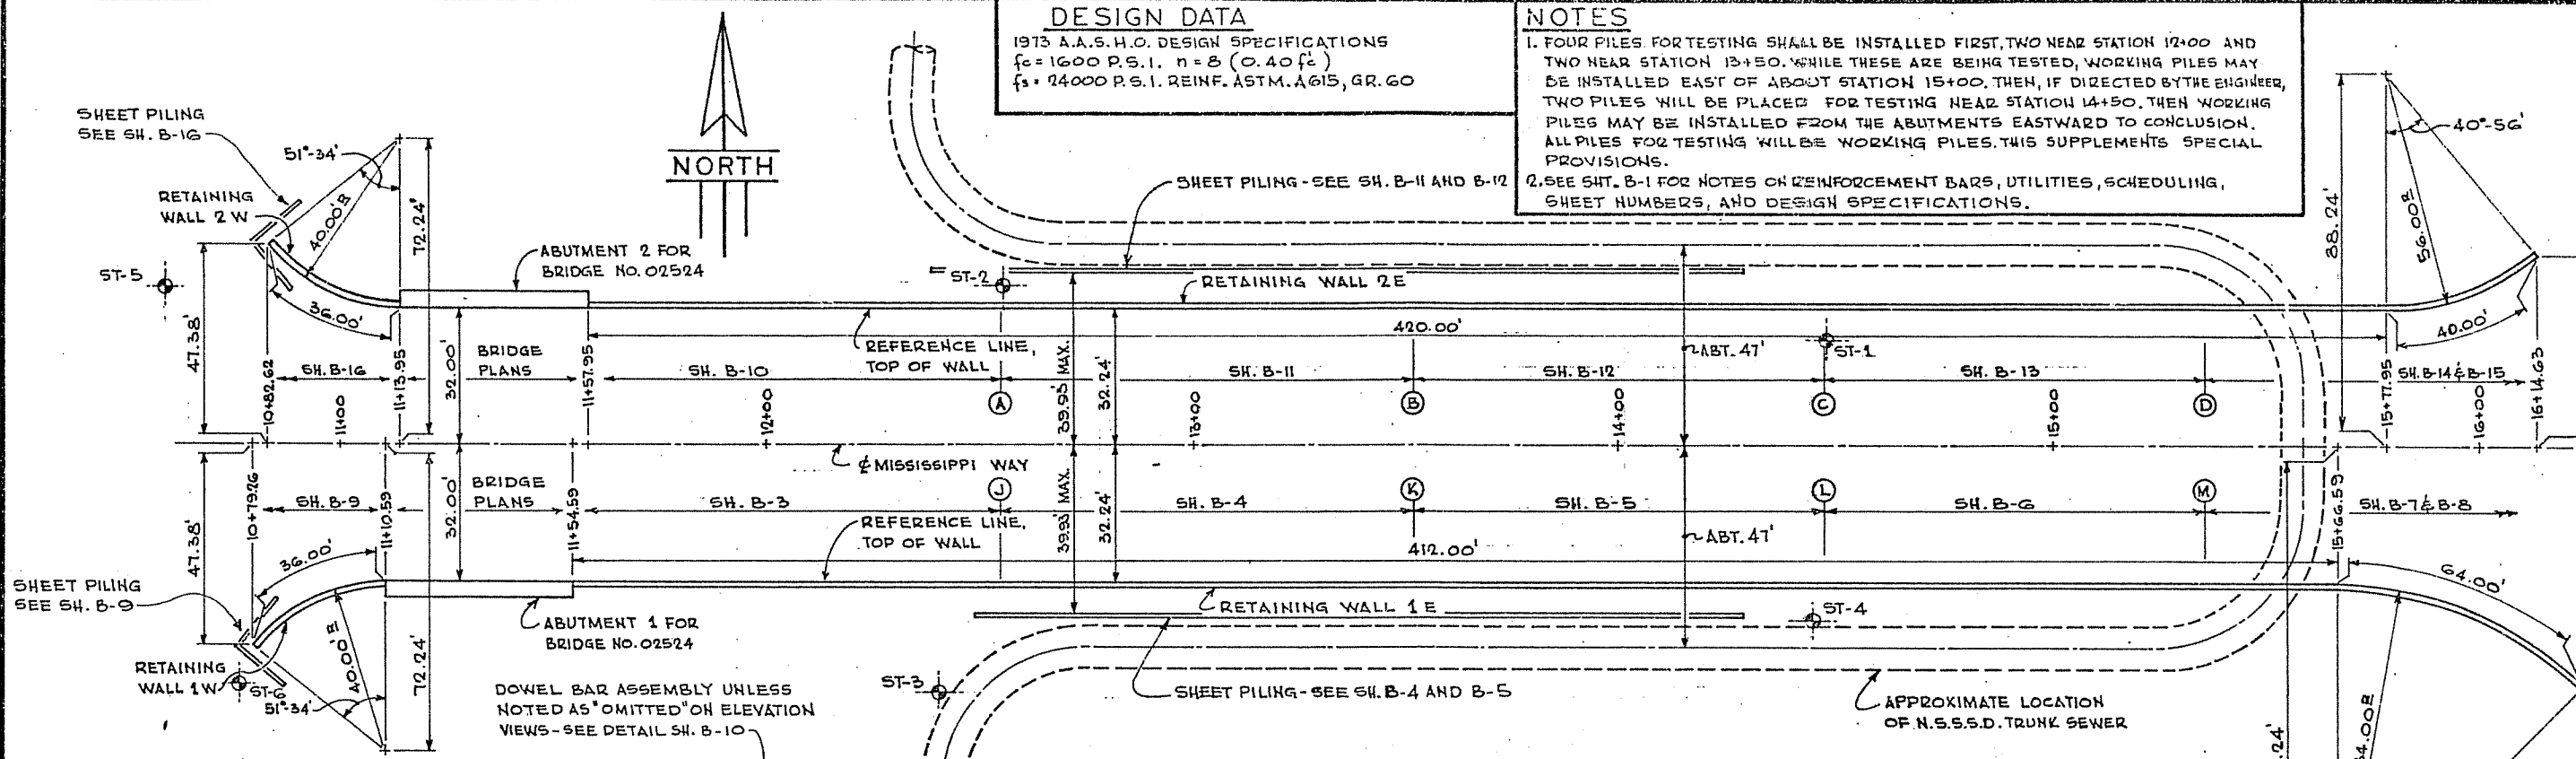 DESIGN DATA
1973 A.A.S.H.O. DESIGN SPECIFICATIONS
fc = 1600 P.S.I. n = 8 (0.40 f'c)
fs = 24000 P.S.I. REINF. ASTM. A615, GR. 60
NOTES
1. FOUR PILES FOR TESTING SHALL BE INSTALLED FIRST, TWO NEAR STATION 12+00 AND
TWO NEAR STATION 13+50. WHILE THESE ARE BEING TESTED, WORKING PILES MAY
BE INSTALLED EAST OF ABOUT STATION 15+00. THEN, IF DIRECTED BY THE ENGINEER,
TWO PILES WILL BE PLACED FOR TESTING NEAR STATION 14+50. THEN WORKING
PILES MAY BE INSTALLED FROM THE ABUTMENTS EASTWARD TO CONCLUSION.
ALL PILES FOR TESTING WILL BE WORKING PILES. THIS SUPPLEMENTS SPECIAL
PROVISIONS.
2. SEE SHT. B-1 FOR NOTES ON REINFORCEMENT BARS, UTILITIES, SCHEDULING,
SHEET NUMBERS, AND DESIGN SPECIFICATIONS.
NORTH
SHEET PILING
SEE SH. B-16
51°-34'
RETAINING
WALL 2 W
40.00'R
72.24'
ABUTMENT 2 FOR
BRIDGE NO. 02524
SHEET PILING - SEE SH. B-11 AND B-12
88.24'
56.00R
40°-56'
ST-5
ST-2
RETAINING WALL 2E
36.00'
47.38'
10+82.62
SH. B-16
11+00
11+13.95
32.00'
BRIDGE
PLANS
11+57.95
420.00'
REFERENCE LINE,
TOP OF WALL
39.95' MAX.
32.24'
ABT. 47'
ST-1
40.00'
SH. B-10
SH. B-11
SH. B-12
SH. B-13
SH. B-14 & B-15
12+00
A
13+00
B
14+00
C
15+00
D
15+77.95
16+00
16+14.63
₵ MISSISSIPPI WAY
47.38'
10+79.26
SH. B-9
11+10.59
32.00'
BRIDGE
PLANS
11+54.59
SH. B-3
J
39.93' MAX.
32.24'
SH. B-4
K
SH. B-5
L
SH. B-6
M
15+66.59
SH. B-7 & B-8
REFERENCE LINE,
TOP OF WALL
412.00'
ABT. 47'
36.00'
64.00'
SHEET PILING
SEE SH. B-9
RETAINING WALL 1 E
ST-4
ABUTMENT 1 FOR
BRIDGE NO. 02524
RETAINING
WALL 1 W
ST-6
51°-34'
40.00'R
72.24'
ST-3
SHEET PILING - SEE SH. B-4 AND B-5
DOWEL BAR ASSEMBLY UNLESS
NOTED AS "OMITTED" ON ELEVATION
VIEWS - SEE DETAIL SH. B-10
APPROXIMATE LOCATION
OF N.S.S.S.D. TRUNK SEWER
.24'